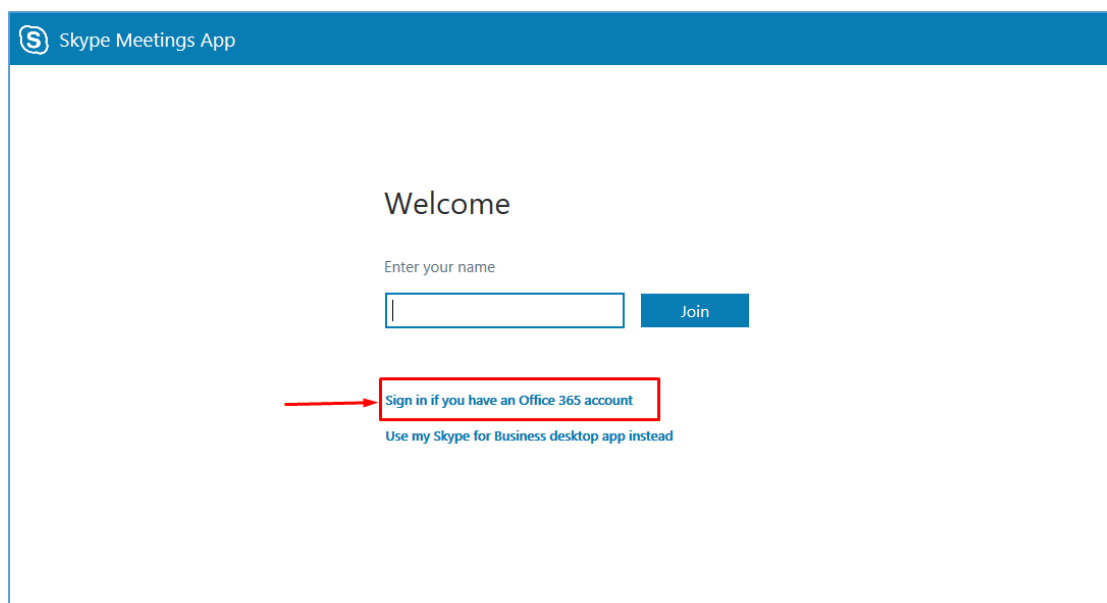 Skype Meetings App
Welcome
Enter your name
Join
Sign in if you have an Office 365 account
Use my Skype for Business desktop app instead